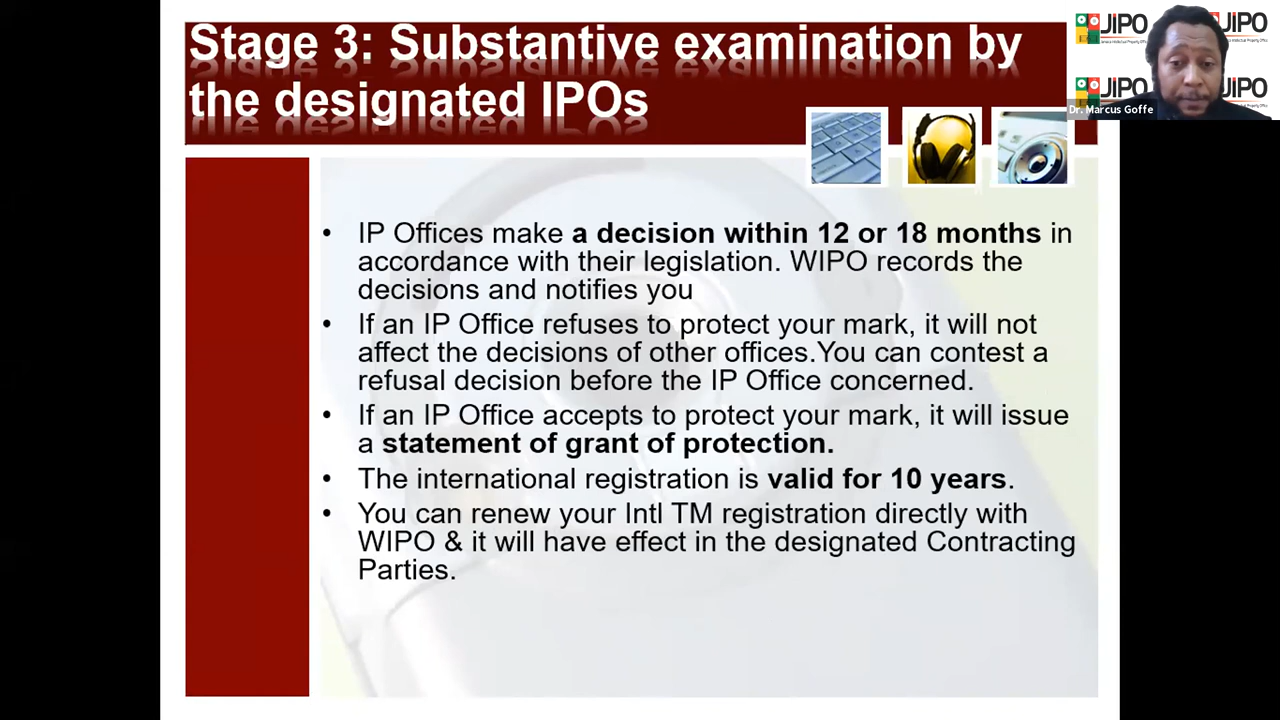 Stage 3: Substantive examination by
the designated IPOs
JIPO
JIPO
JIPO
JIPO
Dr. Marcus Goffe
• IP Offices make a decision within 12 or 18 months in
accordance with their legislation. WIPO records the
decisions and notifies you
• If an IP Office refuses to protect your mark, it will not
affect the decisions of other offices.You can contest a
refusal decision before the IP Office concerned.
• If an IP Office accepts to protect your mark, it will issue
a statement of grant of protection.
• The international registration is valid for 10 years.
• You can renew your Intl TM registration directly with
WIPO & it will have effect in the designated Contracting
Parties.